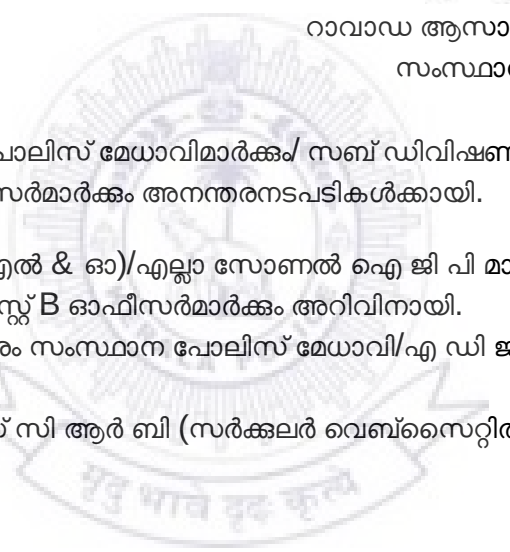 റാവാഡ ആസാ
സംസ്ഥാ
പോലിസ് മേധാവിമാർക്കും/ സബ് ഡിവിഷണ
സർമാർക്കും അനന്തരനടപടികൾക്കായി.
എൽ & ഓ)/എല്ലാ സോണൽ ഐ ജി പി മാ
സ്റ്റ് B ഓഫീസർമാർക്കും അറിവിനായി.
രം സംസ്ഥാന പോലിസ് മേധാവി/എ ഡി ജ
സ് സി ആർ ബി (സർക്കുലർ വെബ്സൈറ്റിൽ
मृदु भावे दृढ कृत्ये